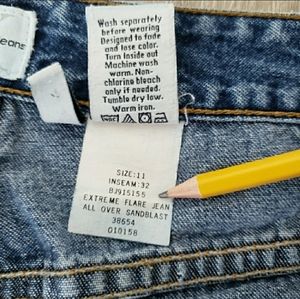 Jeans
Wash separately
before wearing
Designed to fade
and lose color.
Turn Inside out
Machine wash
warm. Non-
chlorine bleach
only if needed.
Tumble dry low.
Warm iron.
SIZE:11
INSEAM:32
BJ915155
EXTREME FLARE JEAN
ALL OVER SANDBLAST
38654
010158